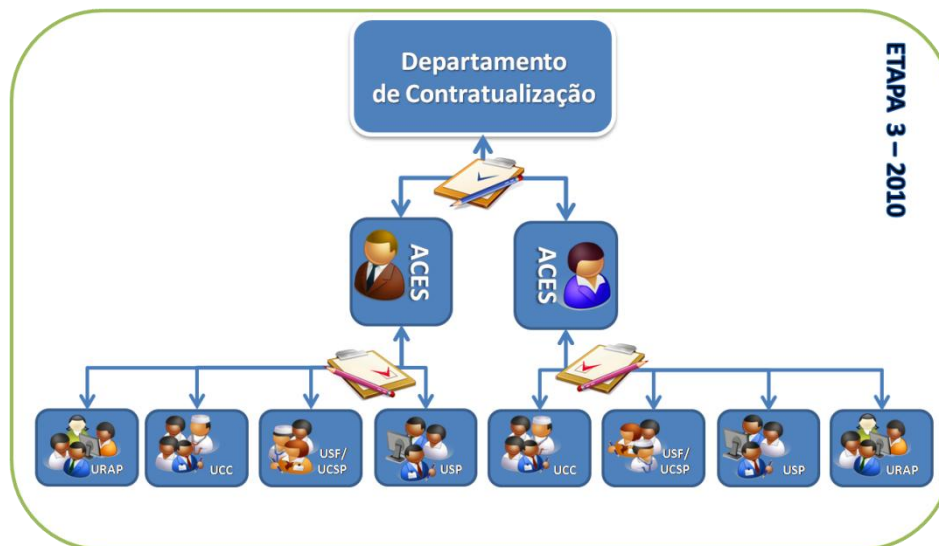 Departamento
de Contratualização
ETAPA 3 – 2010
ACES
ACES
URAP
UCC
USF/
UCSP
USP
UCC
USF/
UCSP
USP
URAP